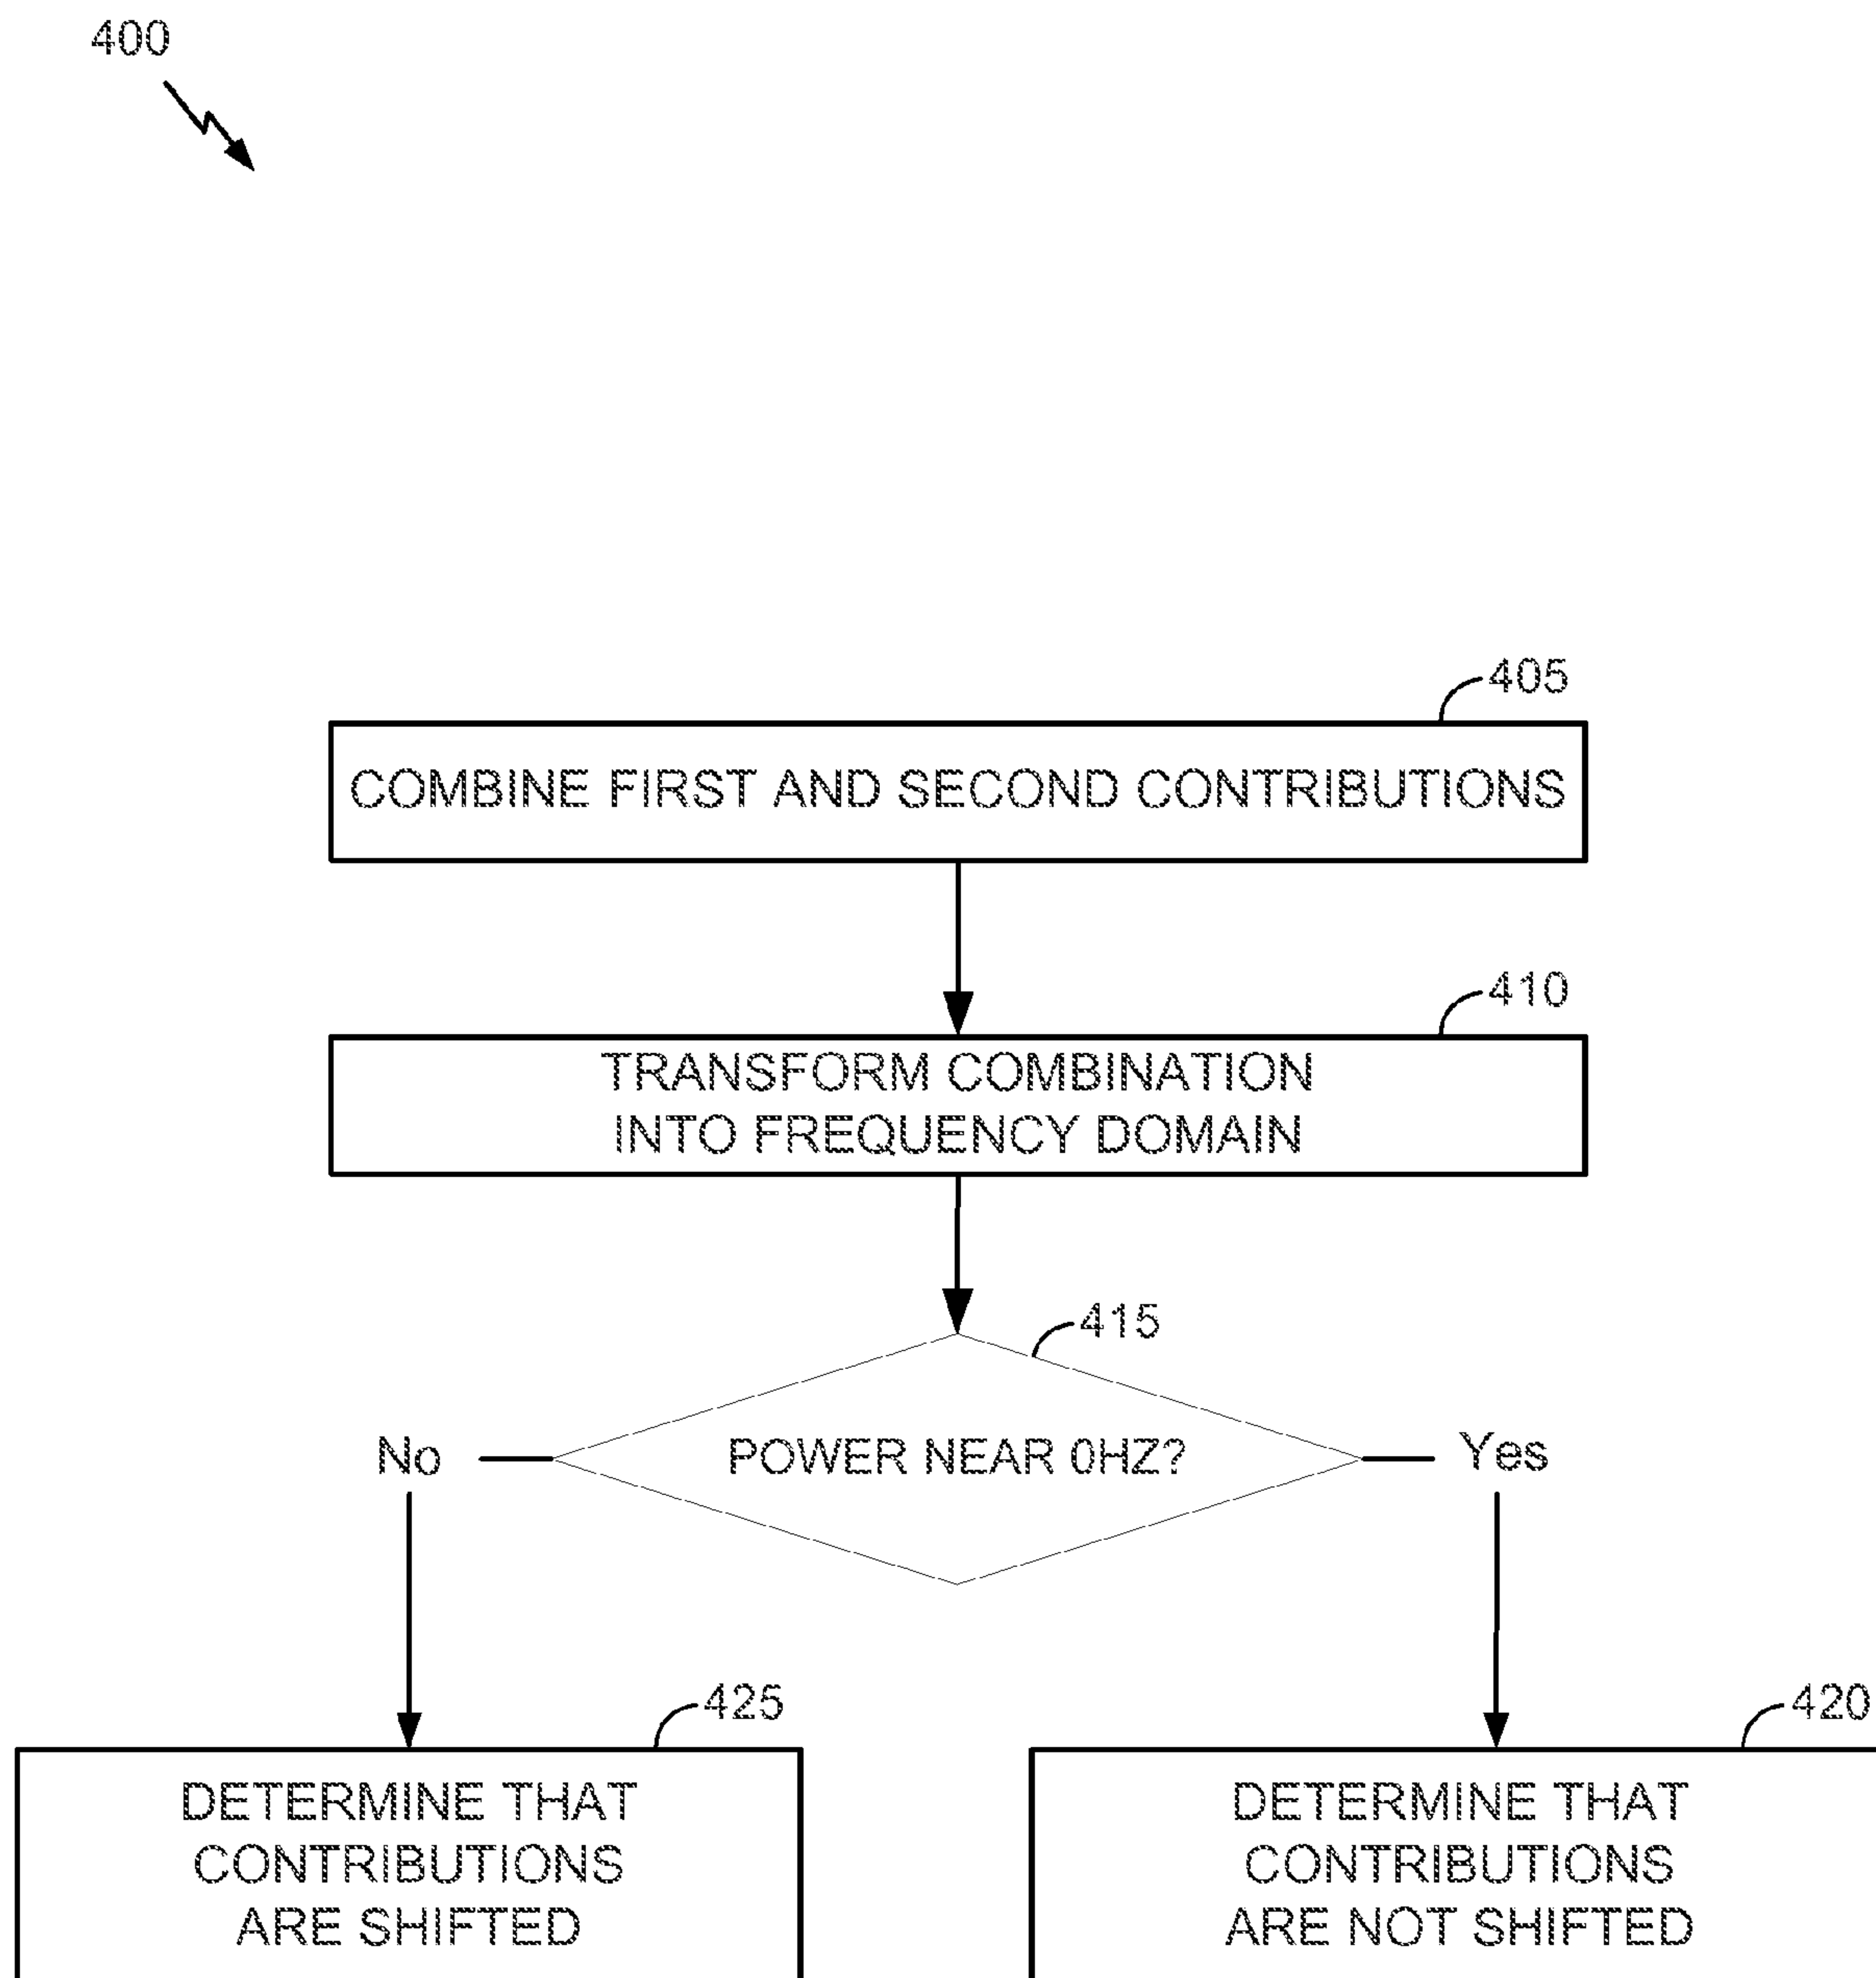 400
405
COMBINE FIRST AND SECOND CONTRIBUTIONS
410
TRANSFORM COMBINATION
INTO FREQUENCY DOMAIN
415
No
POWER NEAR 0HZ?
Yes
425
420
DETERMINE THAT
CONTRIBUTIONS
ARE SHIFTED
DETERMINE THAT
CONTRIBUTIONS
ARE NOT SHIFTED